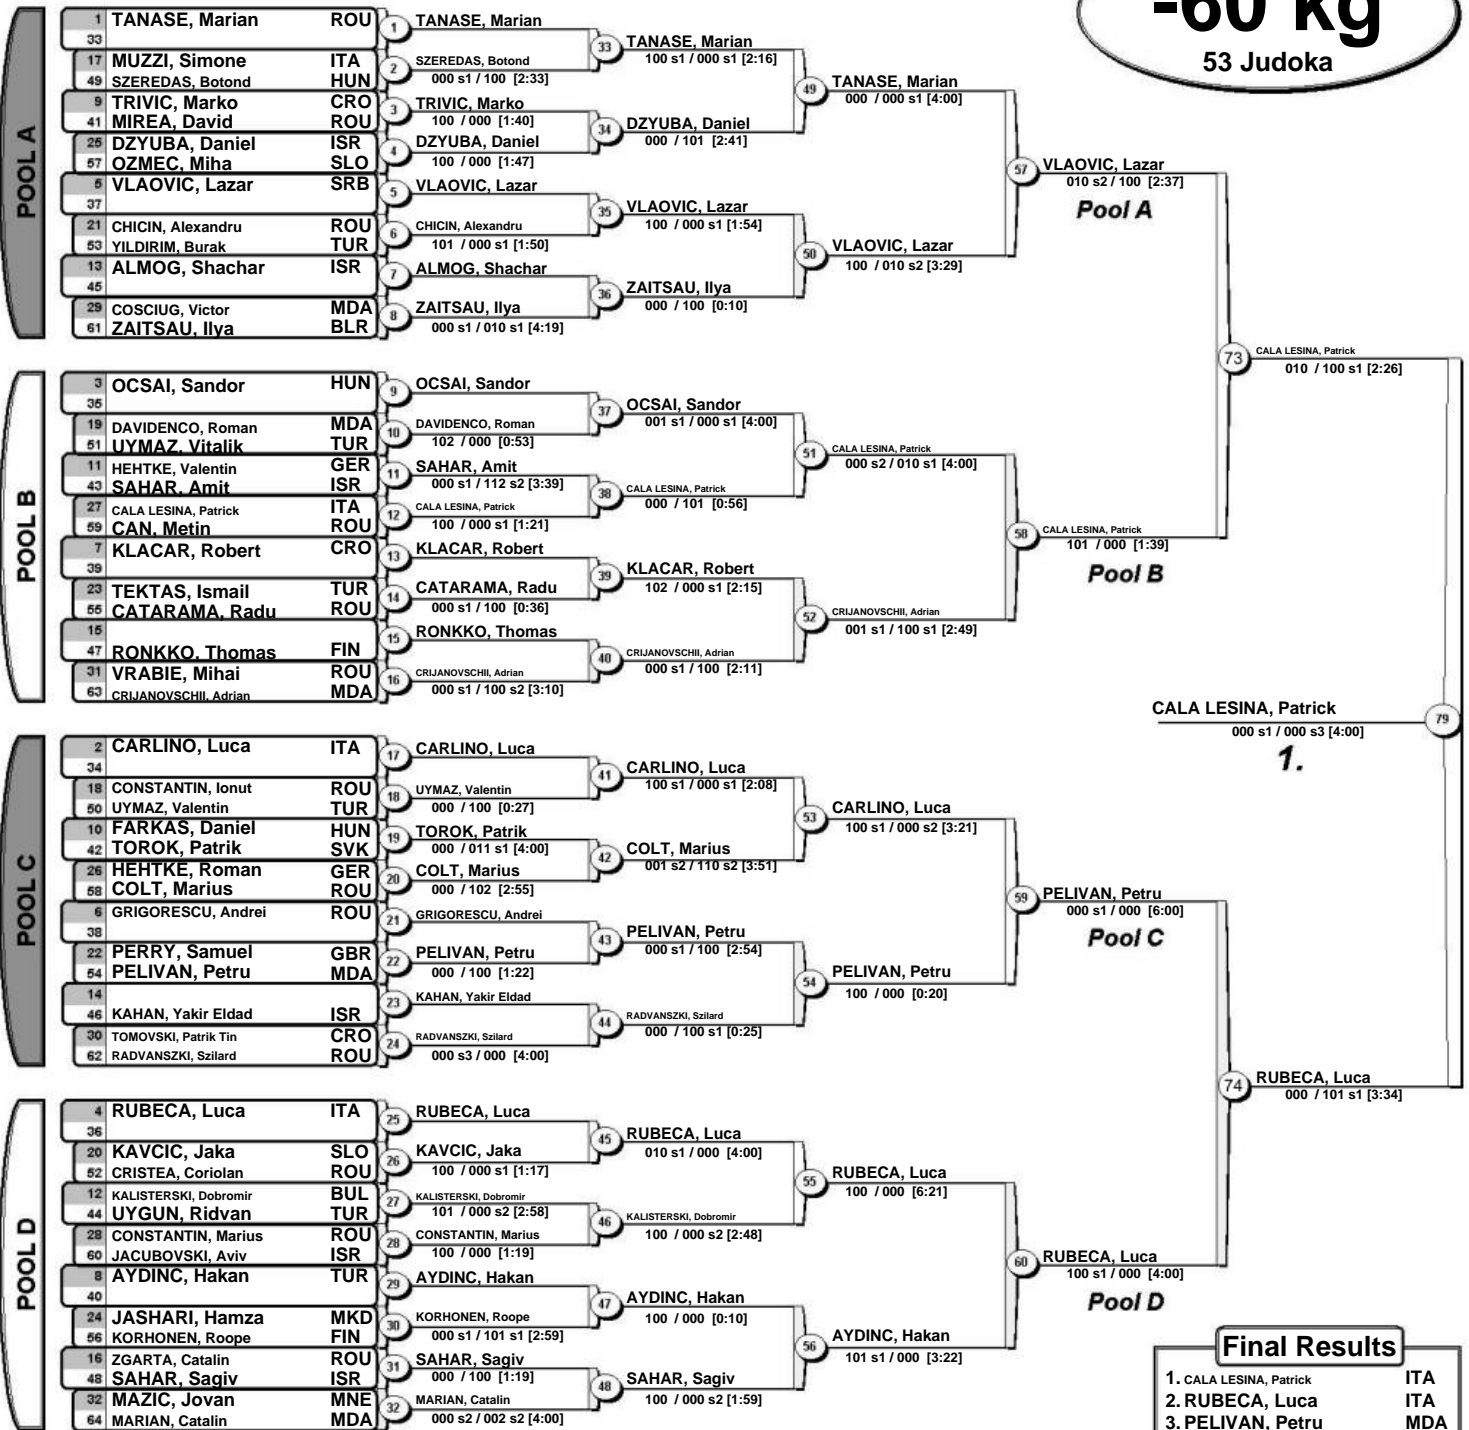 -60 kg
53 Judoka
POOL A
1 TANASE, Marian ROU
33
17 MUZZI, Simone ITA
49 SZEREDAS, Botond HUN
9 TRIVIC, Marko CRO
41 MIREA, David ROU
25 DZYUBA, Daniel ISR
57 OZMEC, Miha SLO
5 VLAOVIC, Lazar SRB
37
21 CHICIN, Alexandru ROU
53 YILDIRIM, Burak TUR
13 ALMOG, Shachar ISR
45
29 COSCIUG, Victor MDA
61 ZAITSAU, Ilya BLR
1 TANASE, Marian
2 SZEREDAS, Botond
000 s1 / 100 [2:33]
3 TRIVIC, Marko
100 / 000 [1:40]
4 DZYUBA, Daniel
100 / 000 [1:47]
5 VLAOVIC, Lazar
6 CHICIN, Alexandru
101 / 000 s1 [1:50]
7 ALMOG, Shachar
8 ZAITSAU, Ilya
000 s1 / 010 s1 [4:19]
33 TANASE, Marian
100 s1 / 000 s1 [2:16]
34 DZYUBA, Daniel
000 / 101 [2:41]
35 VLAOVIC, Lazar
100 / 000 s1 [1:54]
36 ZAITSAU, Ilya
000 / 100 [0:10]
49 TANASE, Marian
000 / 000 s1 [4:00]
50 VLAOVIC, Lazar
100 / 010 s2 [3:29]
57 VLAOVIC, Lazar
010 s2 / 100 [2:37]
Pool A
POOL B
3 OCSAI, Sandor HUN
35
19 DAVIDENCO, Roman MDA
51 UYMAZ, Vitalik TUR
11 HEHTKE, Valentin GER
43 SAHAR, Amit ISR
27 CALA LESINA, Patrick ITA
59 CAN, Metin ROU
7 KLACAR, Robert CRO
39
23 TEKTAS, Ismail TUR
55 CATARAMA, Radu ROU
15
47 RONKKO, Thomas FIN
31 VRABIE, Mihai ROU
63 CRIJANOVSCHII, Adrian MDA
9 OCSAI, Sandor
10 DAVIDENCO, Roman
102 / 000 [0:53]
11 SAHAR, Amit
000 s1 / 112 s2 [3:39]
12 CALA LESINA, Patrick
100 / 000 s1 [1:21]
13 KLACAR, Robert
14 CATARAMA, Radu
000 s1 / 100 [0:36]
15 RONKKO, Thomas
16 CRIJANOVSCHII, Adrian
000 s1 / 100 s2 [3:10]
37 OCSAI, Sandor
001 s1 / 000 s1 [4:00]
38 CALA LESINA, Patrick
000 / 101 [0:56]
39 KLACAR, Robert
102 / 000 s1 [2:15]
40 CRIJANOVSCHII, Adrian
000 s1 / 100 [2:11]
51 CALA LESINA, Patrick
000 s2 / 010 s1 [4:00]
52 CRIJANOVSCHII, Adrian
001 s1 / 100 s1 [2:49]
58 CALA LESINA, Patrick
101 / 000 [1:39]
Pool B
73 CALA LESINA, Patrick
010 / 100 s1 [2:26]
CALA LESINA, Patrick 79
000 s1 / 000 s3 [4:00]
1.
POOL C
2 CARLINO, Luca ITA
34
18 CONSTANTIN, Ionut ROU
50 UYMAZ, Valentin TUR
10 FARKAS, Daniel HUN
42 TOROK, Patrik SVK
26 HEHTKE, Roman GER
58 COLT, Marius ROU
6 GRIGORESCU, Andrei ROU
38
22 PERRY, Samuel GBR
54 PELIVAN, Petru MDA
14
46 KAHAN, Yakir Eldad ISR
30 TOMOVSKI, Patrik Tin CRO
62 RADVANSZKI, Szilard ROU
17 CARLINO, Luca
18 UYMAZ, Valentin
000 / 100 [0:27]
19 TOROK, Patrik
000 / 011 s1 [4:00]
20 COLT, Marius
000 / 102 [2:55]
21 GRIGORESCU, Andrei
22 PELIVAN, Petru
000 / 100 [1:22]
23 KAHAN, Yakir Eldad
24 RADVANSZKI, Szilard
000 s3 / 000 [4:00]
41 CARLINO, Luca
100 s1 / 000 s1 [2:08]
42 COLT, Marius
001 s2 / 110 s2 [3:51]
43 PELIVAN, Petru
000 s1 / 100 [2:54]
44 RADVANSZKI, Szilard
000 / 100 s1 [0:25]
53 CARLINO, Luca
100 s1 / 000 s2 [3:21]
54 PELIVAN, Petru
100 / 000 [0:20]
59 PELIVAN, Petru
000 s1 / 000 [6:00]
Pool C
74 RUBECA, Luca
000 / 101 s1 [3:34]
POOL D
4 RUBECA, Luca ITA
36
20 KAVCIC, Jaka SLO
52 CRISTEA, Coriolan ROU
12 KALISTERSKI, Dobromir BUL
44 UYGUN, Ridvan TUR
28 CONSTANTIN, Marius ROU
60 JACUBOVSKI, Aviv ISR
8 AYDINC, Hakan TUR
40
24 JASHARI, Hamza MKD
56 KORHONEN, Roope FIN
16 ZGARTA, Catalin ROU
48 SAHAR, Sagiv ISR
32 MAZIC, Jovan MNE
64 MARIAN, Catalin MDA
25 RUBECA, Luca
26 KAVCIC, Jaka
100 / 000 s1 [1:17]
27 KALISTERSKI, Dobromir
101 / 000 s2 [2:58]
28 CONSTANTIN, Marius
100 / 000 [1:19]
29 AYDINC, Hakan
30 KORHONEN, Roope
000 s1 / 101 s1 [2:59]
31 SAHAR, Sagiv
000 / 100 [1:19]
32 MARIAN, Catalin
000 s2 / 002 s2 [4:00]
45 RUBECA, Luca
010 s1 / 000 [4:00]
46 KALISTERSKI, Dobromir
100 / 000 s2 [2:48]
47 AYDINC, Hakan
100 / 000 [0:10]
48 SAHAR, Sagiv
100 / 000 s2 [1:59]
55 RUBECA, Luca
100 / 000 [6:21]
56 AYDINC, Hakan
101 s1 / 000 [3:22]
60 RUBECA, Luca
100 s1 / 000 [4:00]
Pool D
Final Results
1. CALA LESINA, Patrick ITA
2. RUBECA, Luca ITA
3. PELIVAN, Petru MDA